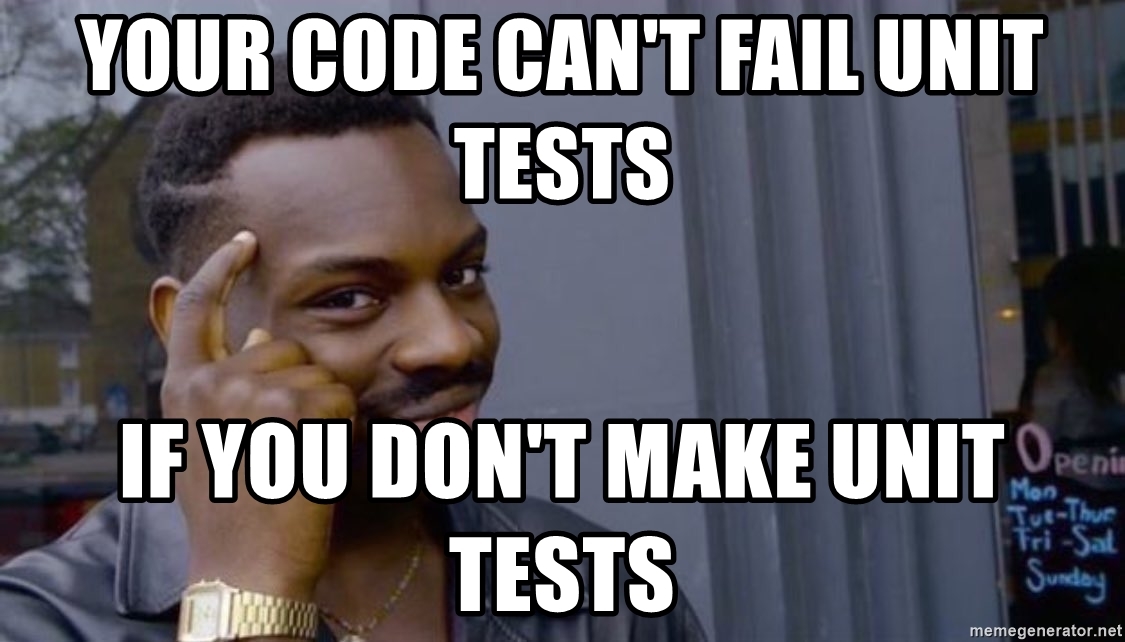 YOUR CODE CAN'T FAIL UNIT
TESTS
IF YOU DON'T MAKE UNIT
TESTS
Mon
Tue-Thur
Fri-Sat
Sunday
memegenerator.net